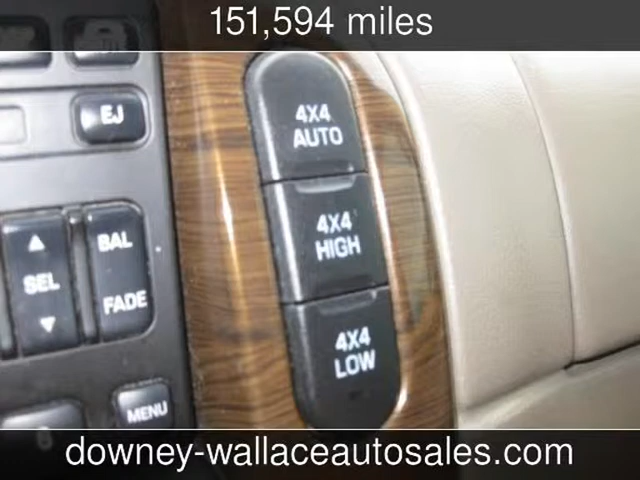 151,594 miles
EJ
4X4
AUTO
BAL
4X4
HIGH
SEL
FADE
4X4
LOW
MENU
downey-wallaceautosales.com